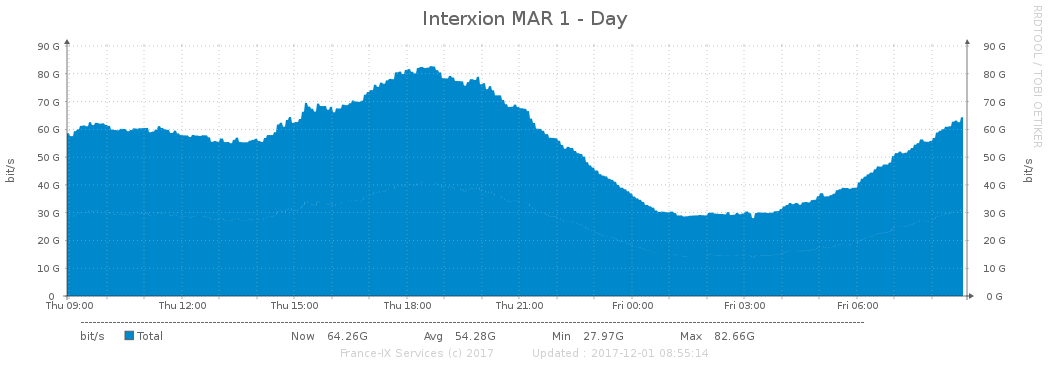 Interxion MAR 1 - Day
RRDTOOL / TOBI OETIKER
90 G 90 G
80 G 80 G
70 G 70 G
60 G 60 G
50 G 50 G
bit/s bit/s
40 G 40 G
30 G 30 G
20 G 20 G
10 G 10 G
0 0 G
Thu 09:00 Thu 12:00 Thu 15:00 Thu 18:00 Thu 21:00 Fri 00:00 Fri 03:00 Fri 06:00
bit/s Total Now 64.26G Avg 54.28G Min 27.97G Max 82.66G
France-IX Services (c) 2017 Updated : 2017-12-01 08:55:14